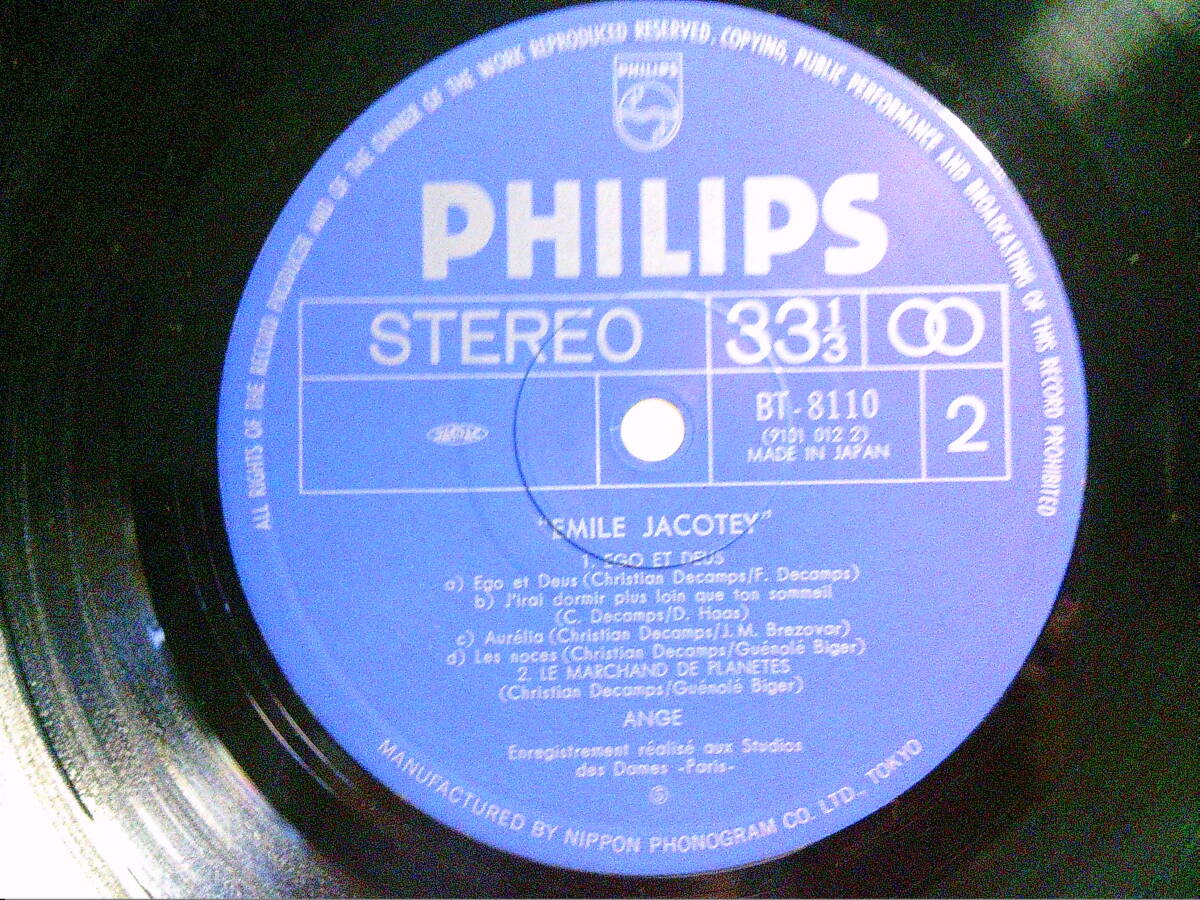 ALL RIGHTS OF THE RECORDED PRODUCER AND OF THE OWNER OF THE WORK REPRODUCED RESERVED. COPYING, PUBLIC PERFORMANCE AND BROADCASTING OF THIS RECORD PROHIBITED
PHILIPS
PHILIPS
STEREO
33 1/3
BT-8110
(9101 012 2)
MADE IN JAPAN
2
JASRAC
"EMILE JACOTEY"
1. EGO ET DEUS
a) Ego et Deus (Christian Decamps/F. Decamps)
b) J'irai dormir plus loin que ton sommeil
(C. Decamps/D. Haas)
c) Aurélia (Christian Decamps/J. M. Brezovar)
d) Les noces (Christian Decamps/Guénolé Biger)
2. LE MARCHAND DE PLANETES
(Christian Decamps/Guénolé Biger)
ANGE
Enregistrement réalisé aux Studios
des Dames -Paris-
MANUFACTURED BY NIPPON PHONOGRAM CO. LTD., TOKYO